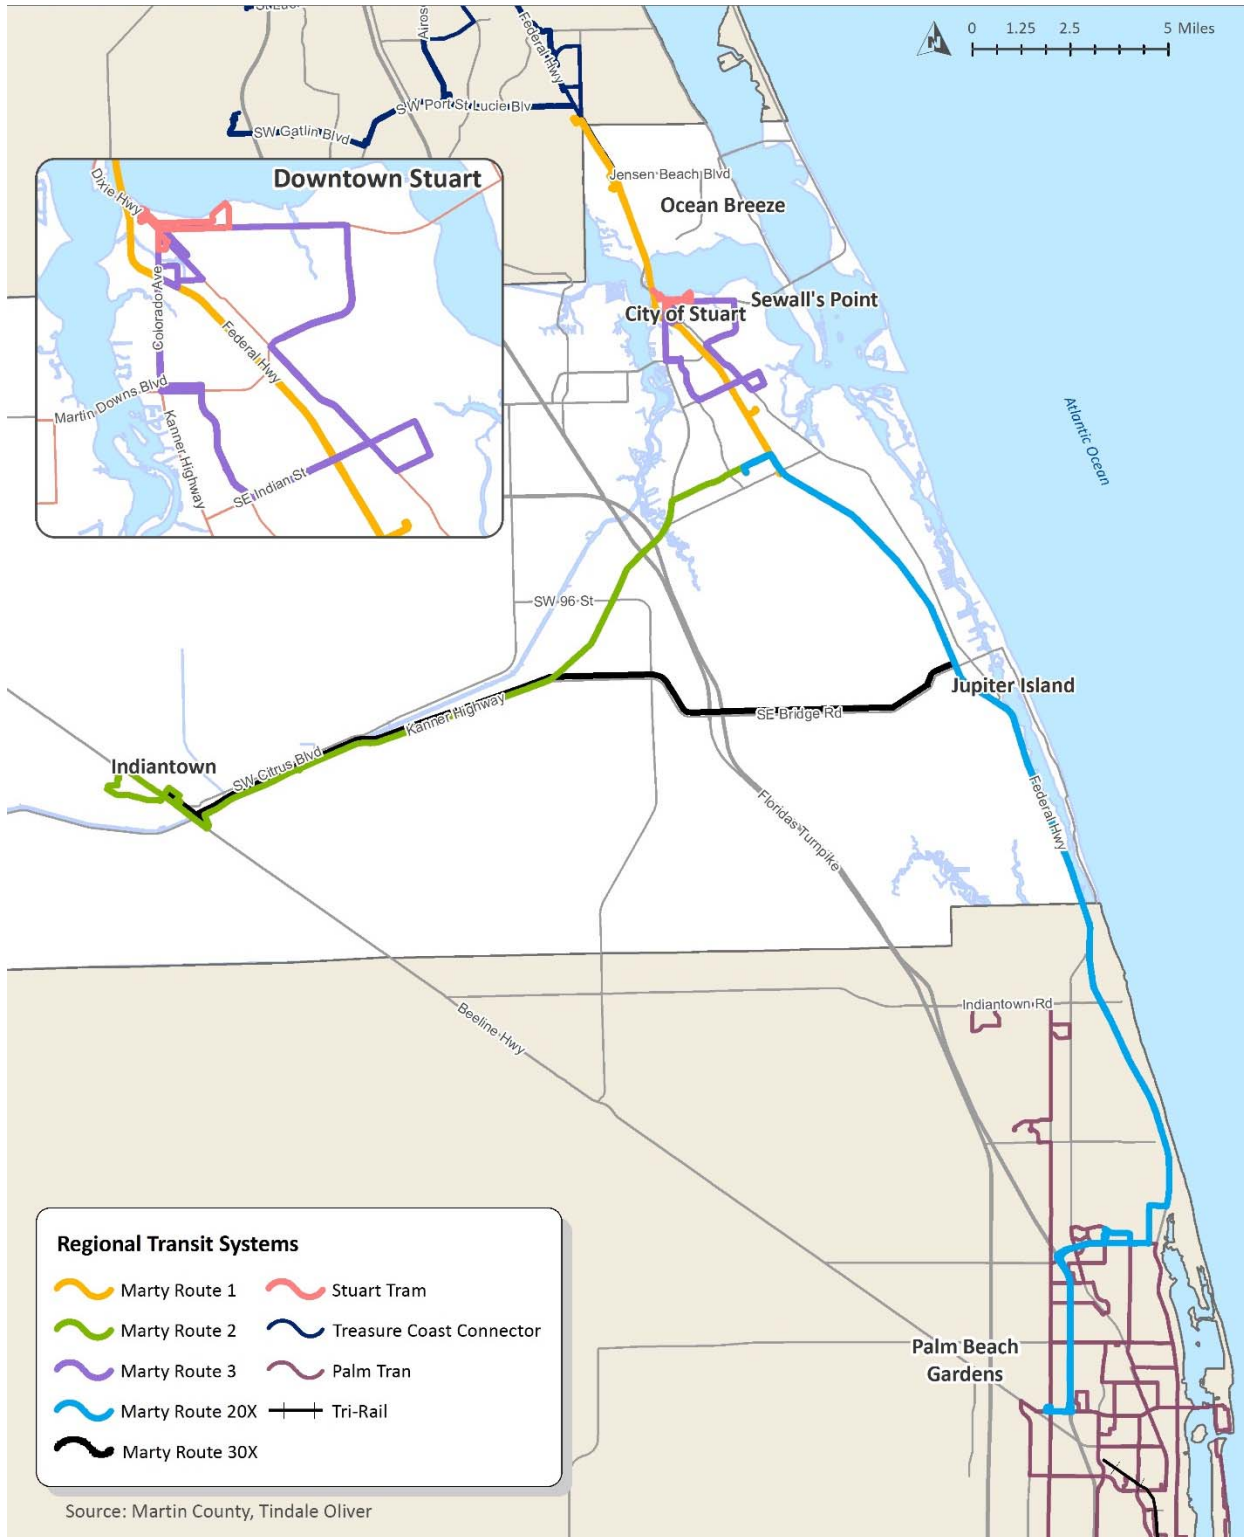 St Luci
Airoso
Federal Hwy
SW Port St Lucie Blv
SW Gatlin Blvd
N
0 1.25 2.5 5 Miles
Jensen Beach Blvd
Ocean Breeze
Sewall's Point
City of Stuart
Downtown Stuart
Dixie Hwy
Colorado Ave
Federal Hwy
Martin Downs Blvd
Kanner Highway
SE Indian St
Atlantic Ocean
SW 96 St
Jupiter Island
SE Bridge Rd
Kanner Highway
SW Citrus Blvd
Indiantown
Floridas Turnpike
Federal Hwy
Indiantown Rd
Beeline Hwy
Palm Beach
Gardens
Regional Transit Systems
Marty Route 1
Marty Route 2
Marty Route 3
Marty Route 20X
Marty Route 30X
Stuart Tram
Treasure Coast Connector
Palm Tran
Tri-Rail
Source: Martin County, Tindale Oliver